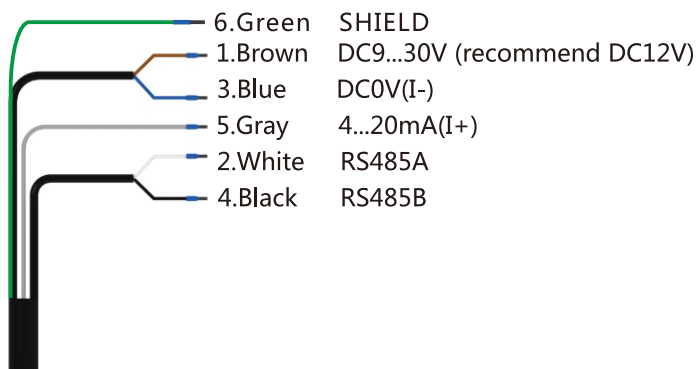 6.Green SHIELD
1.Brown DC9...30V (recommend DC12V)
3.Blue DC0V(I-)
5.Gray 4...20mA(I+)
2.White RS485A
4.Black RS485B